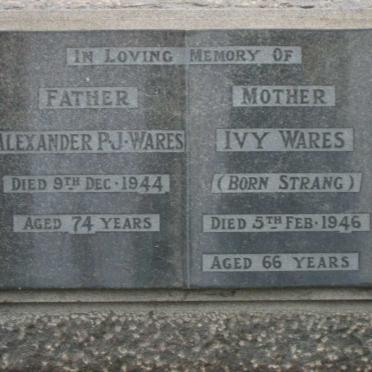 IN LOVING MEMORY OF
FATHER
ALEXANDER P·J·WARES
DIED 9TH DEC·1944
AGED 74 YEARS
MOTHER
IVY WARES
(BORN STRANG)
DIED 5TH FEB·1946
AGED 66 YEARS